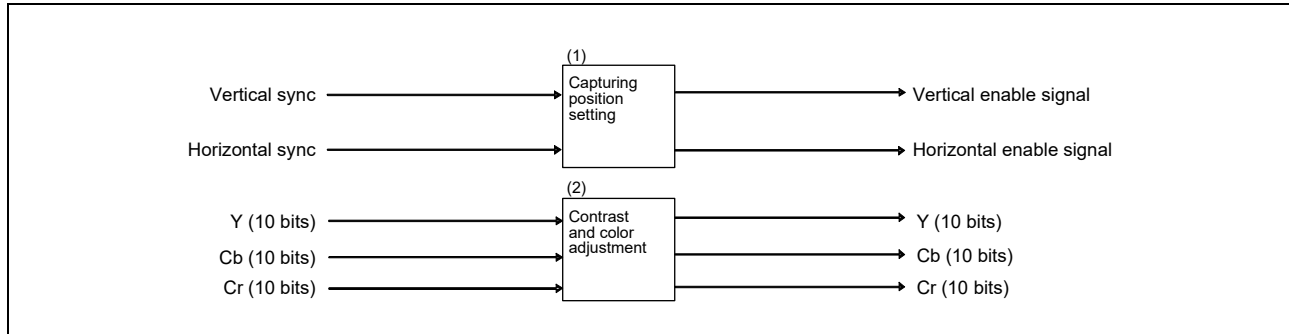 (1)
Capturing
position
setting
Vertical sync
Vertical enable signal
Horizontal sync
Horizontal enable signal
(2)
Contrast
and color
adjustment
Y (10 bits)
Y (10 bits)
Cb (10 bits)
Cb (10 bits)
Cr (10 bits)
Cr (10 bits)